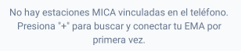 No hay estaciones MICA vinculadas en el teléfono.
Presiona "+" para buscar y conectar tu EMA por
primera vez.